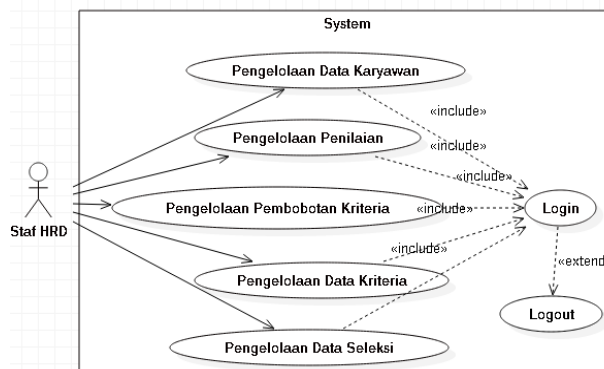 System
Pengelolaan Data Karyawan
«include»
Pengelolaan Penilaian
«include»
«include»
Pengelolaan Pembobotan Kriteria
«include»
Login
Staf HRD
«include»
«extend
Pengelolaan Data Kriteria
Logout
Pengelolaan Data Seleksi